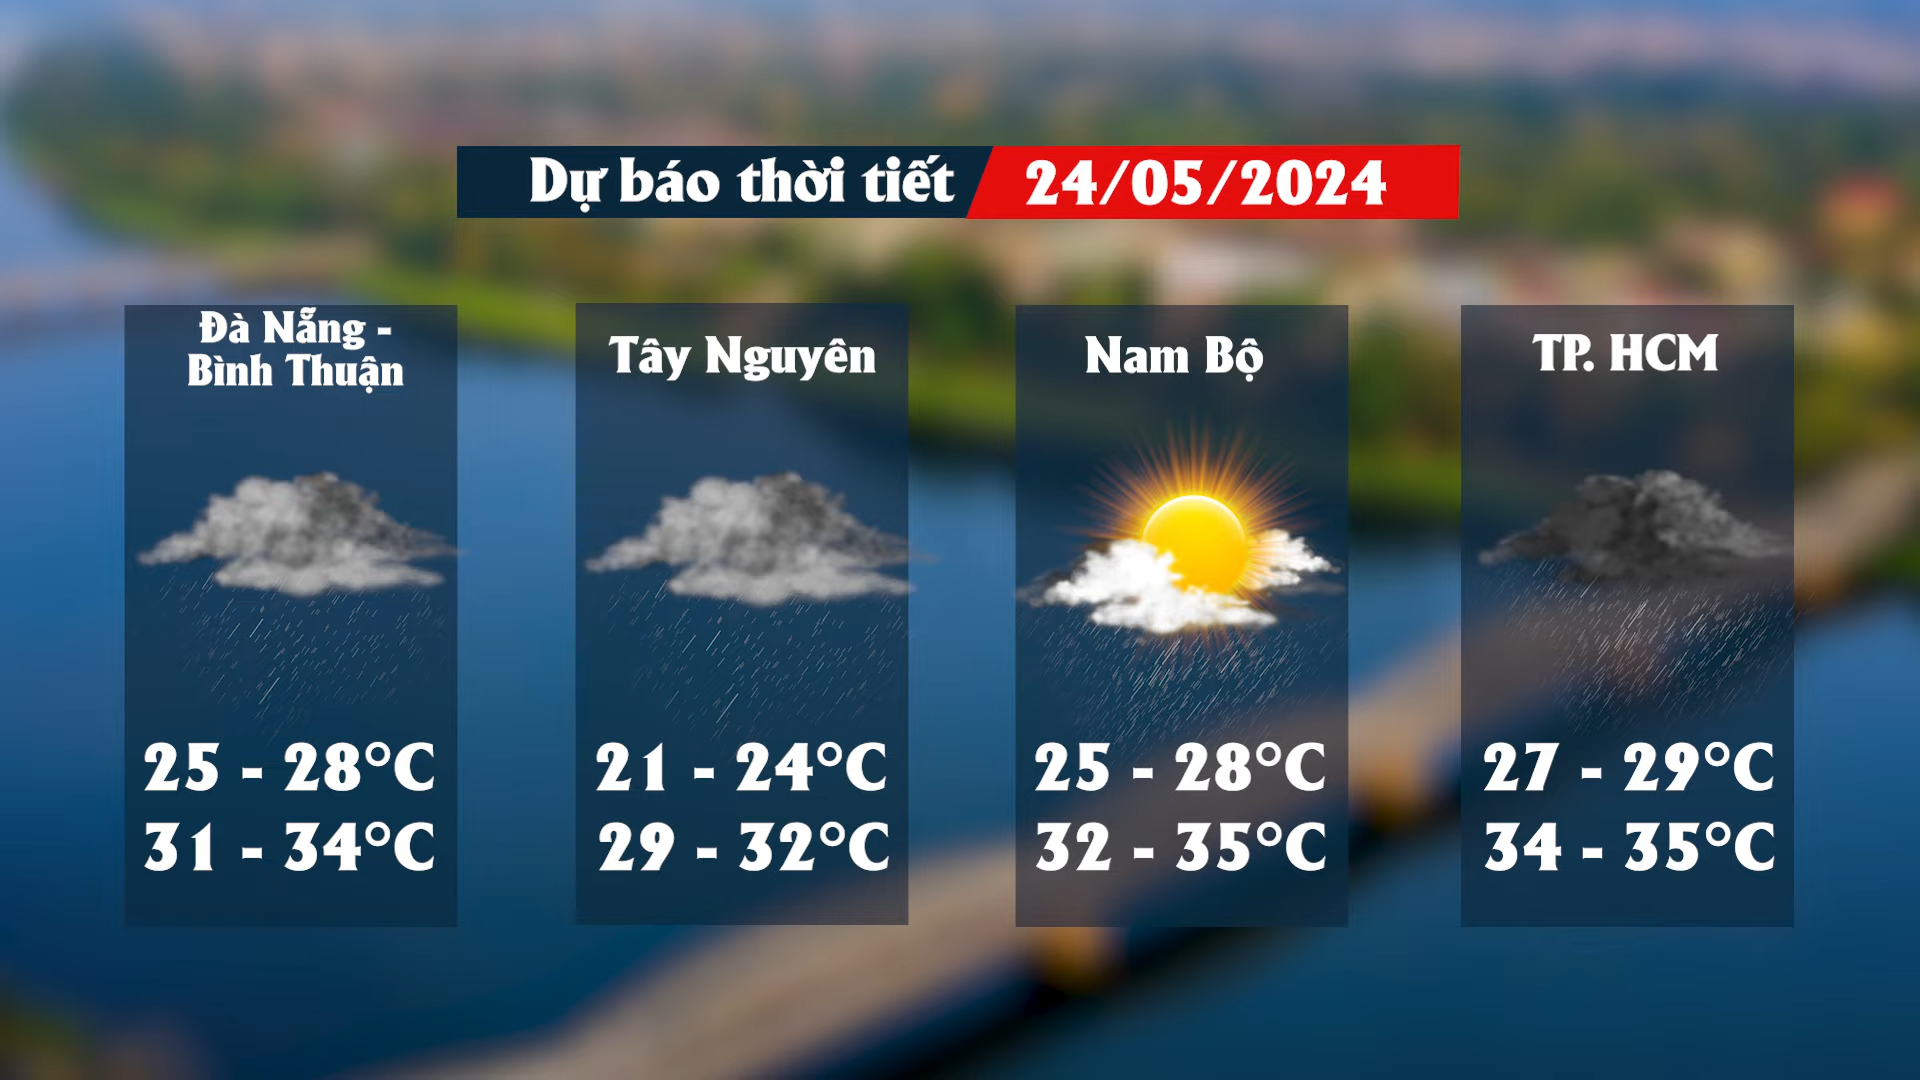 Dự báo thời tiết 24/05/2024
Đà Nẵng -
Bình Thuận
25 - 28°C
31 - 34°C
Tây Nguyên
21 - 24°C
29 - 32°C
Nam Bộ
25 - 28°C
32 - 35°C
TP. HCM
27 - 29°C
34 - 35°C